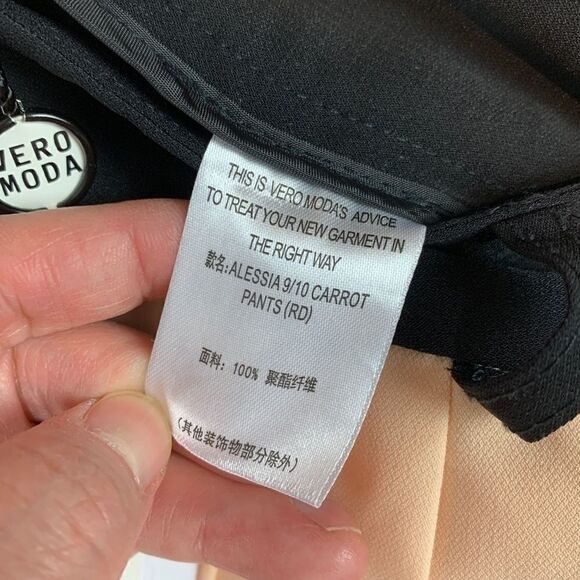 VERO
MODA
THIS IS VERO MODA'S ADVICE
TO TREAT YOUR NEW GARMENT IN
THE RIGHT WAY
款名:ALESSIA 9/10 CARROT
PANTS (RD)
面料: 100% 聚酯纤维
(其他装饰物部分除外)